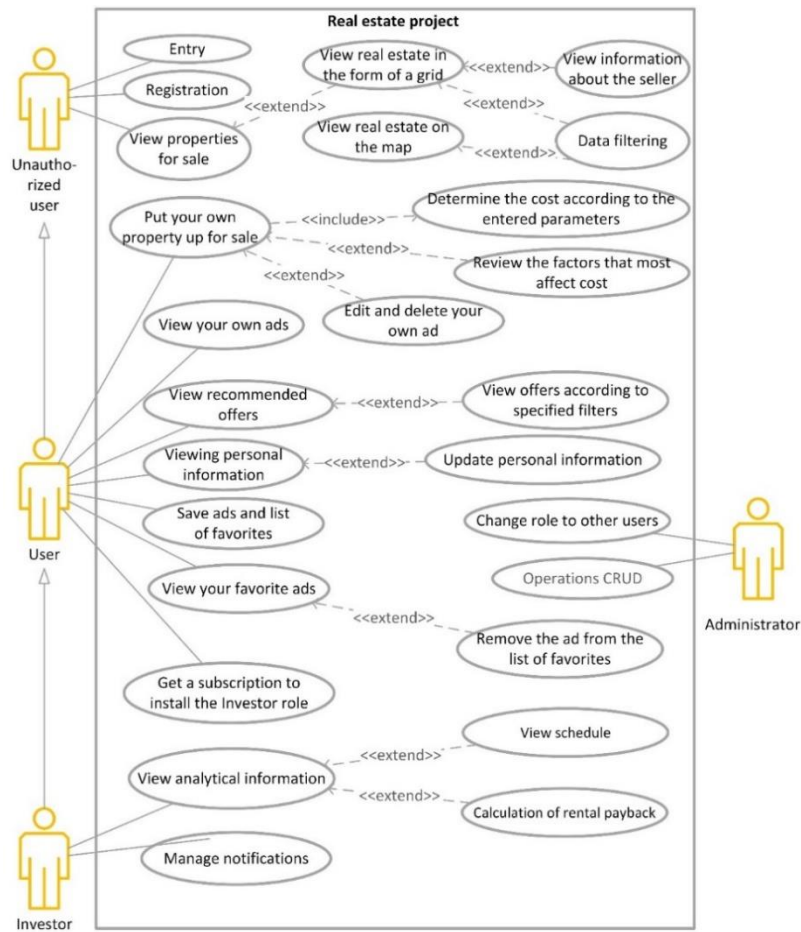 Real estate project
Entry
Registration
View properties
for sale
View real estate in
the form of a grid
View real estate on
the map
View information
about the seller
Data filtering
<<extend>>
<<extend>>
<<extend>>
<<extend>>
Unautho-
rized
user
Put your own
property up for sale
<<include>>
Determine the cost according to the
entered parameters
<<extend>>
Review the factors that most
affect cost
<<extend>>
Edit and delete your
own ad
View your own ads
View recommended
offers
<<extend>>
View offers according to
specified filters
Viewing personal
information
<<extend>>
Update personal information
Save ads and list
of favorites
User
View your favorite ads
<<extend>>
Remove the ad from the
list of favorites
Change role to other users
Operations CRUD
Administrator
Get a subscription to
install the Investor role
View analytical information
<<extend>>
View schedule
<<extend>>
Calculation of rental payback
Manage notifications
Investor